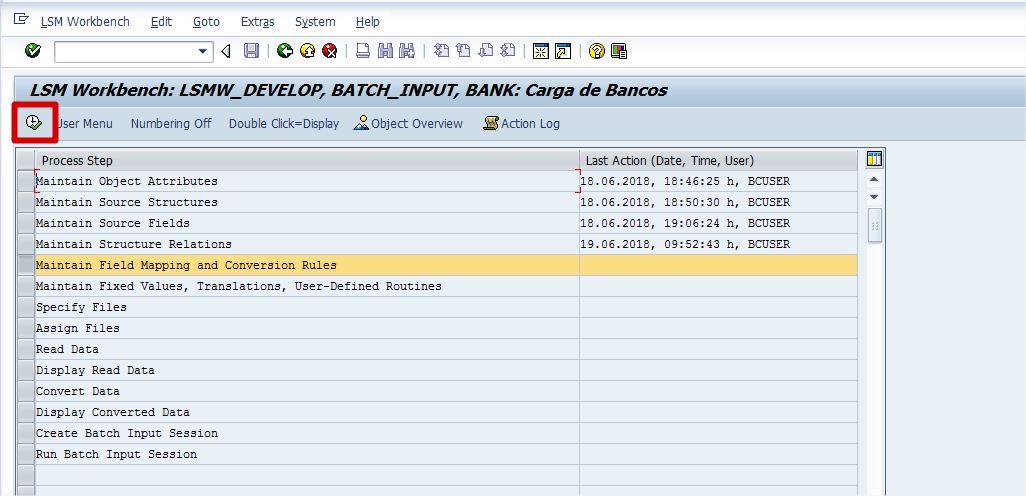 LSM Workbench Edit Goto Extras System Help
LSM Workbench: LSMW_DEVELOP, BATCH_INPUT, BANK: Carga de Bancos
User Menu Numbering Off Double Click=Display Object Overview Action Log
Process Step Last Action (Date, Time, User)
Maintain Object Attributes 18.06.2018, 18:46:25 h, BCUSER
Maintain Source Structures 18.06.2018, 18:50:30 h, BCUSER
Maintain Source Fields 18.06.2018, 19:06:24 h, BCUSER
Maintain Structure Relations 19.06.2018, 09:52:43 h, BCUSER
Maintain Field Mapping and Conversion Rules
Maintain Fixed Values, Translations, User-Defined Routines
Specify Files
Assign Files
Read Data
Display Read Data
Convert Data
Display Converted Data
Create Batch Input Session
Run Batch Input Session